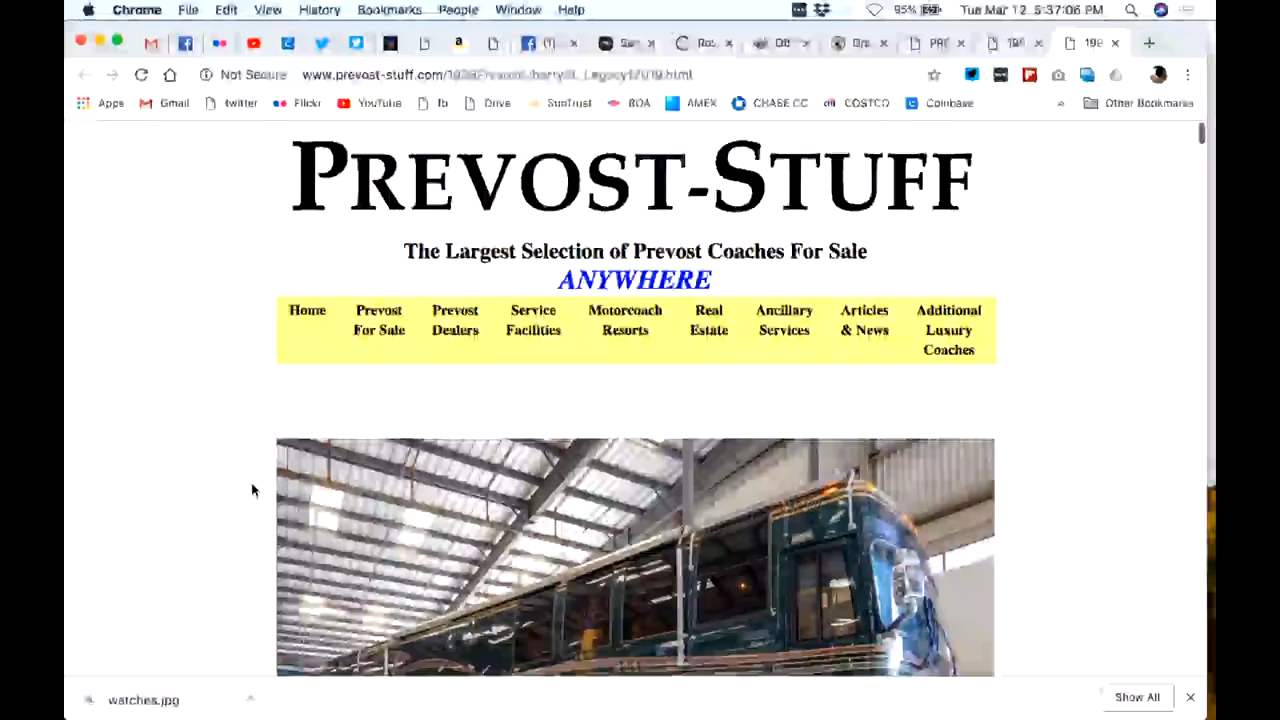 Chrome File Edit View History Bookmarks People Window Help 95% Tue Mar 12 5:37:06 PM
Not Secure www.prevost-stuff.com/
Apps Gmail twitter Flickr YouTube fb Drive SunTrust BOA AMEX CHASE CC COSTCO Coinbase » Other Bookmarks
PREVOST-STUFF
The Largest Selection of Prevost Coaches For Sale
ANYWHERE
Home Prevost Prevost Service Motorcoach Real Ancillary Articles Additional
For Sale Dealers Facilities Resorts Estate Services & News Luxury
Coaches
watches.jpg Show All